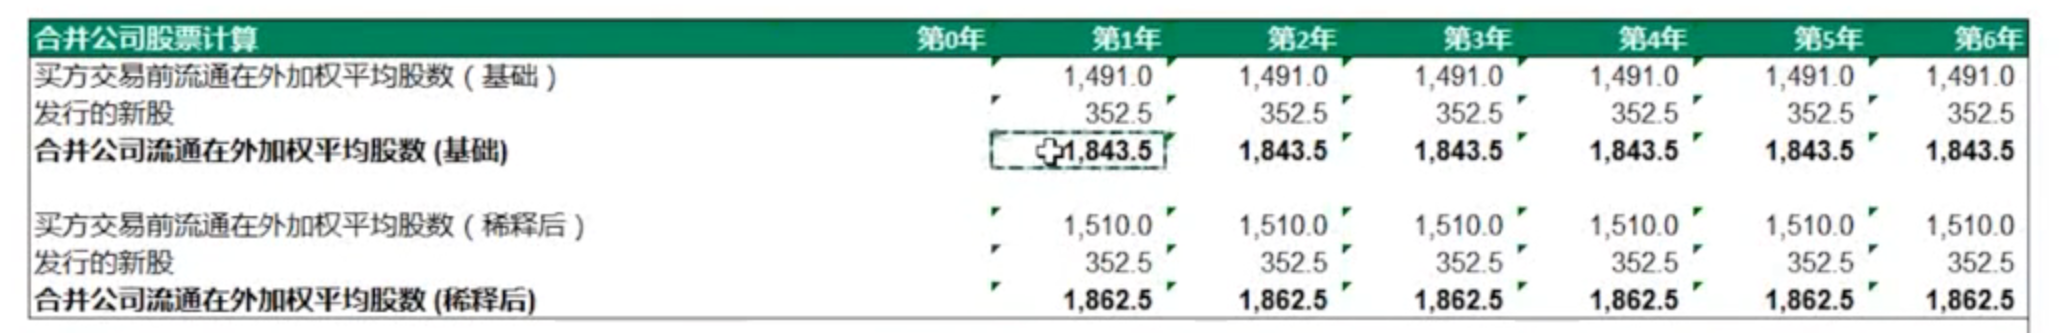 合并公司股票计算 第0年 第1年 第2年 第3年 第4年 第5年 第6年
买方交易前流通在外加权平均股数（基础） 1,491.0 1,491.0 1,491.0 1,491.0 1,491.0 1,491.0
发行的新股 352.5 352.5 352.5 352.5 352.5 352.5
合并公司流通在外加权平均股数 (基础) 1,843.5 1,843.5 1,843.5 1,843.5 1,843.5 1,843.5
买方交易前流通在外加权平均股数（稀释后） 1,510.0 1,510.0 1,510.0 1,510.0 1,510.0 1,510.0
发行的新股 352.5 352.5 352.5 352.5 352.5 352.5
合并公司流通在外加权平均股数 (稀释后) 1,862.5 1,862.5 1,862.5 1,862.5 1,862.5 1,862.5